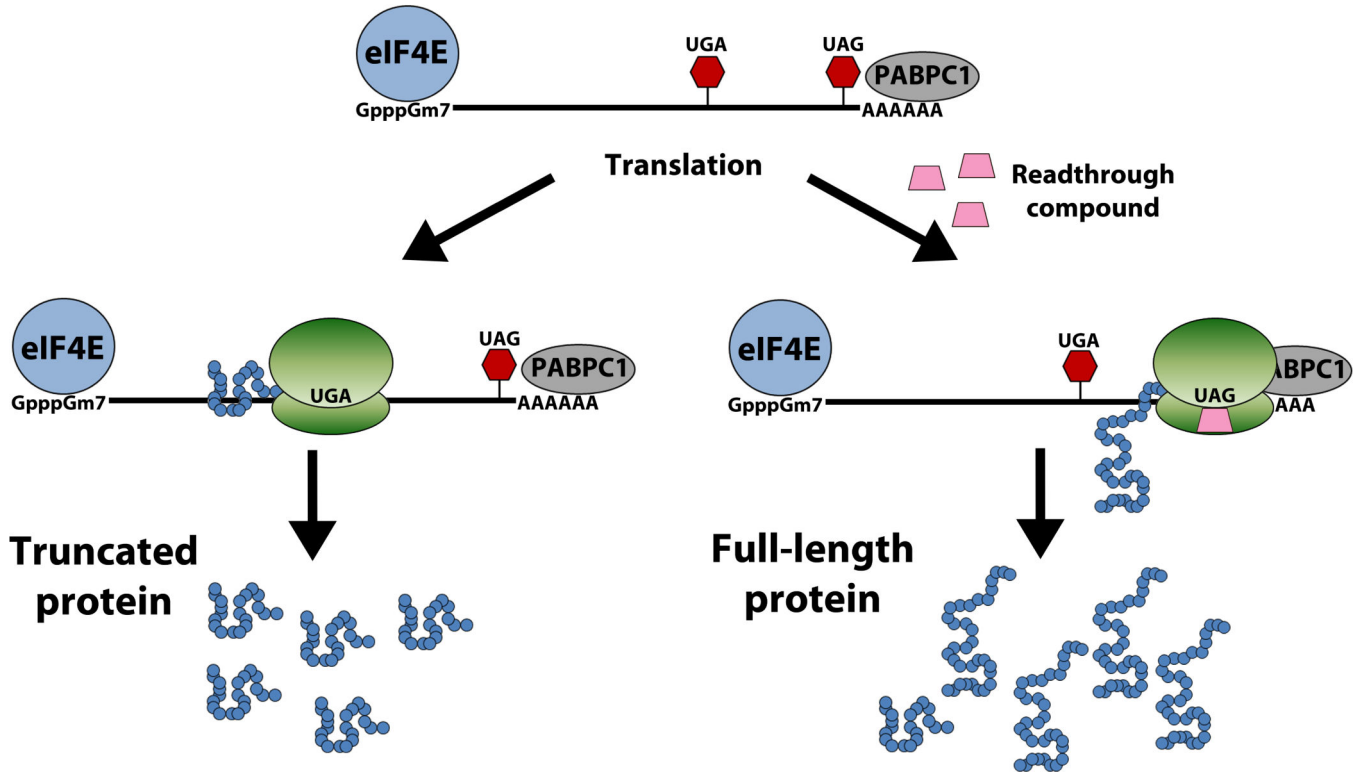 eIF4E
UGA
UAG
PABPC1
GpppGm7
AAAAAA
Translation
Readthrough
compound
eIF4E
UGA
UAG
PABPC1
GpppGm7
AAAAAA
eIF4E
UGA
UAG
ABPC1
GpppGm7
AAA
Truncated
protein
Full-length
protein